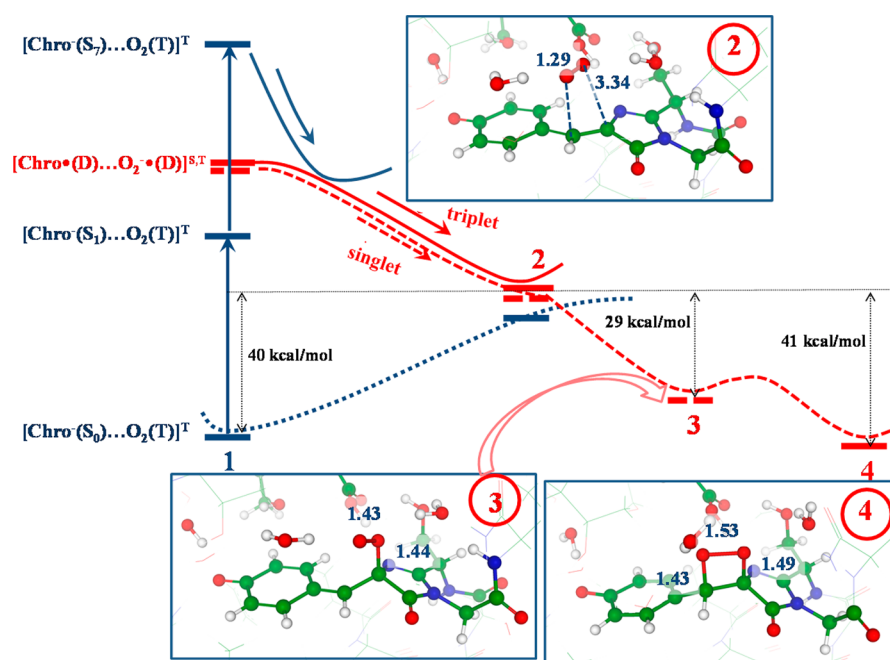 [Chro⁻(S₇)…O₂(T)]ᵀ
[Chro•(D)…O₂⁻•(D)]ˢ,ᵀ
[Chro⁻(S₁)…O₂(T)]ᵀ
[Chro⁻(S₀)…O₂(T)]ᵀ
1
40 kcal/mol
triplet
singlet
2
29 kcal/mol
41 kcal/mol
3
4
2
1.29
3.34
3
1.43
1.44
4
1.53
1.43
1.49